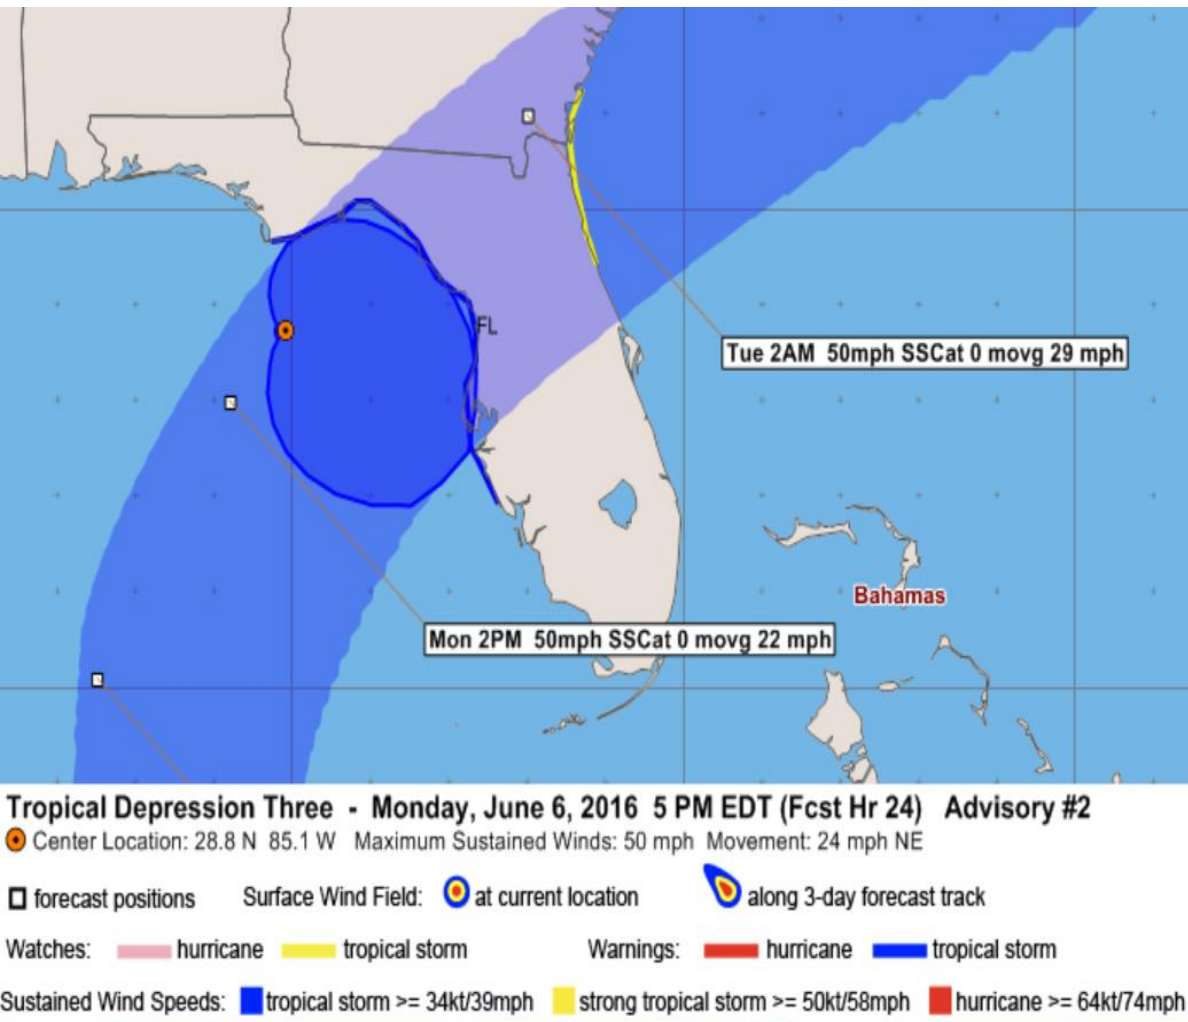 FL
Tue 2AM 50mph SSCat 0 movg 29 mph
Bahamas
Mon 2PM 50mph SSCat 0 movg 22 mph
Tropical Depression Three - Monday, June 6, 2016 5 PM EDT (Fcst Hr 24) Advisory #2
Center Location: 28.8 N 85.1 W Maximum Sustained Winds: 50 mph Movement: 24 mph NE
forecast positions Surface Wind Field: at current location along 3-day forecast track
Watches: hurricane tropical storm Warnings: hurricane tropical storm
Sustained Wind Speeds: tropical storm >= 34kt/39mph strong tropical storm >= 50kt/58mph hurricane >= 64kt/74mph